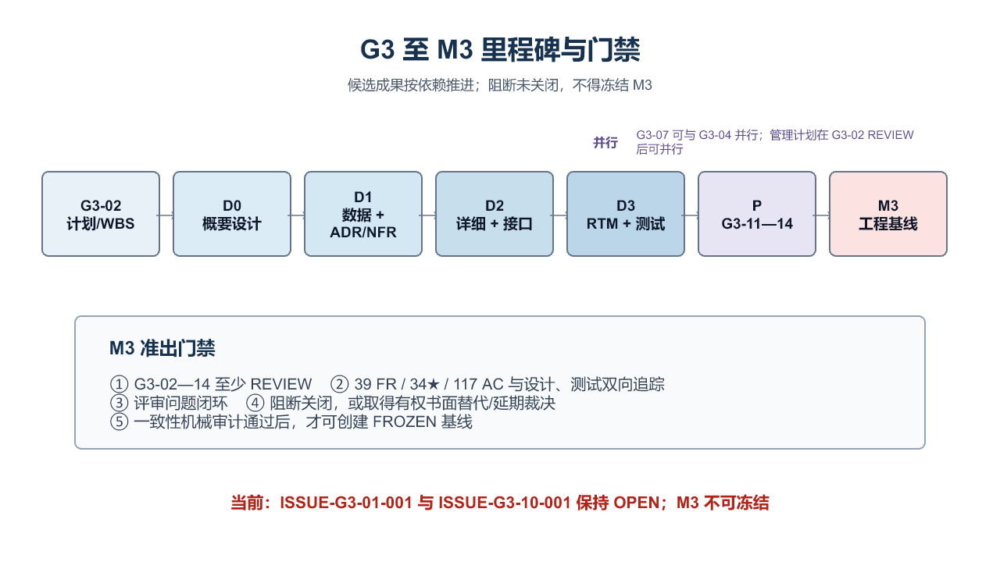 G3 至 M3 里程碑与门禁
候选成果按依赖推进；阻断未关闭，不得冻结 M3
并行
G3-07 可与 G3-04 并行；管理计划在 G3-02 REVIEW
后可并行
G3-02
计划/WBS
D0
概要设计
D1
数据 +
ADR/NFR
D2
详细 + 接口
D3
RTM + 测试
P
G3-11—14
M3
工程基线
M3 准出门禁
① G3-02—14 至少 REVIEW ② 39 FR / 34★ / 117 AC 与设计、测试双向追踪
③ 评审问题闭环 ④ 阻断关闭，或取得有权书面替代/延期裁决
⑤ 一致性机械审计通过后，才可创建 FROZEN 基线
当前：ISSUE-G3-01-001 与 ISSUE-G3-10-001 保持 OPEN；M3 不可冻结